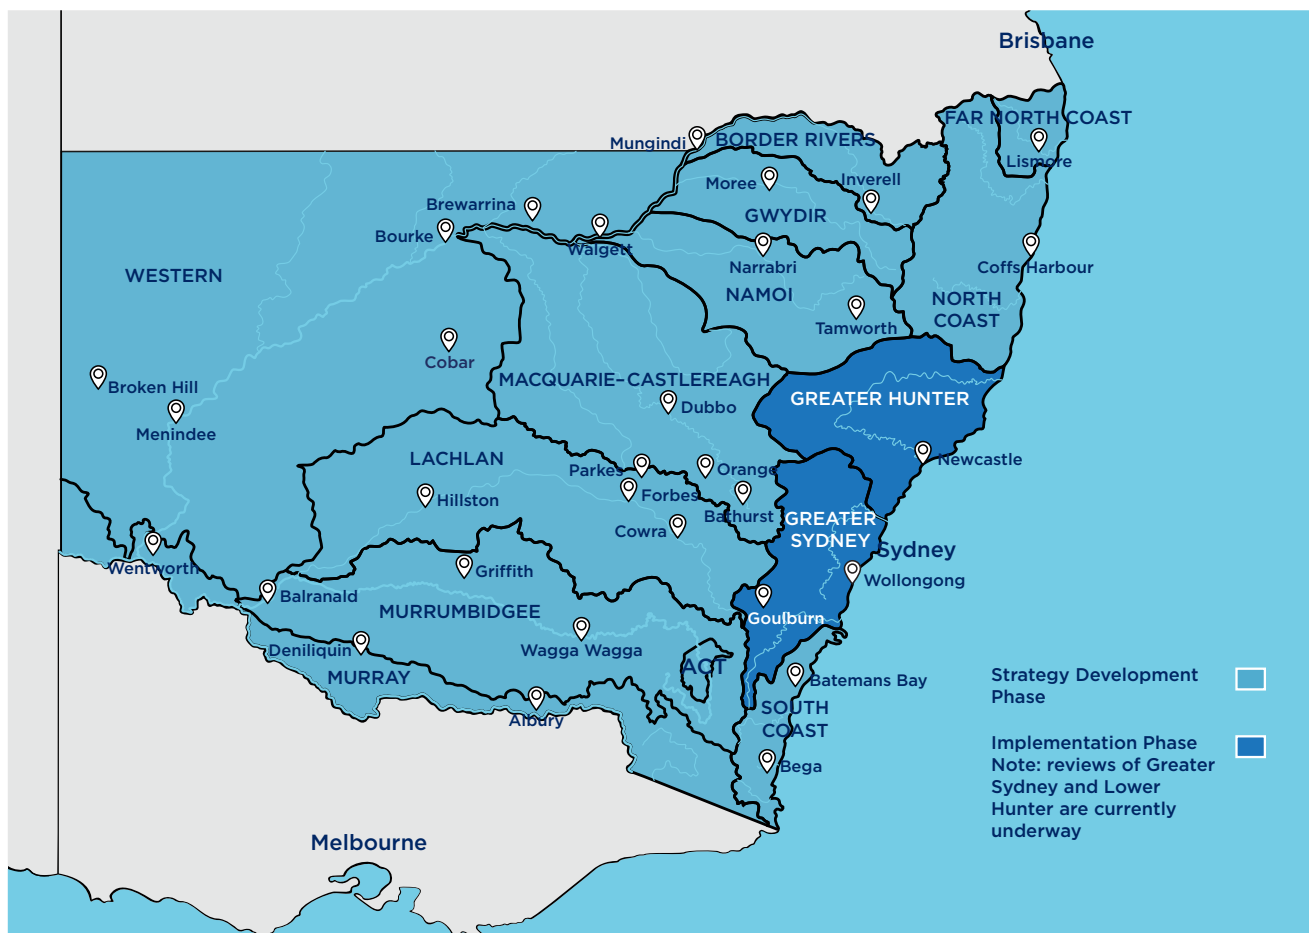 Brisbane
FAR NORTH COAST
Mungindi
BORDER RIVERS
Lismore
Moree
Inverell
Brewarrina
GWYDIR
Bourke
Walgett
Narrabri
Coffs Harbour
WESTERN
NAMOI
NORTH
COAST
Tamworth
Cobar
Broken Hill
MACQUARIE–CASTLEREAGH
Dubbo
GREATER HUNTER
Menindee
LACHLAN
Parkes
Orange
Newcastle
Hillston
Forbes
Bathurst
Cowra
GREATER
SYDNEY
Sydney
Wentworth
Griffith
Wollongong
Balranald
MURRUMBIDGEE
Goulburn
Deniliquin
Wagga Wagga
ACT
MURRAY
Batemans Bay
SOUTH
COAST
Albury
Bega
Melbourne
Strategy Development
Phase
Implementation Phase
Note: reviews of Greater
Sydney and Lower
Hunter are currently
underway